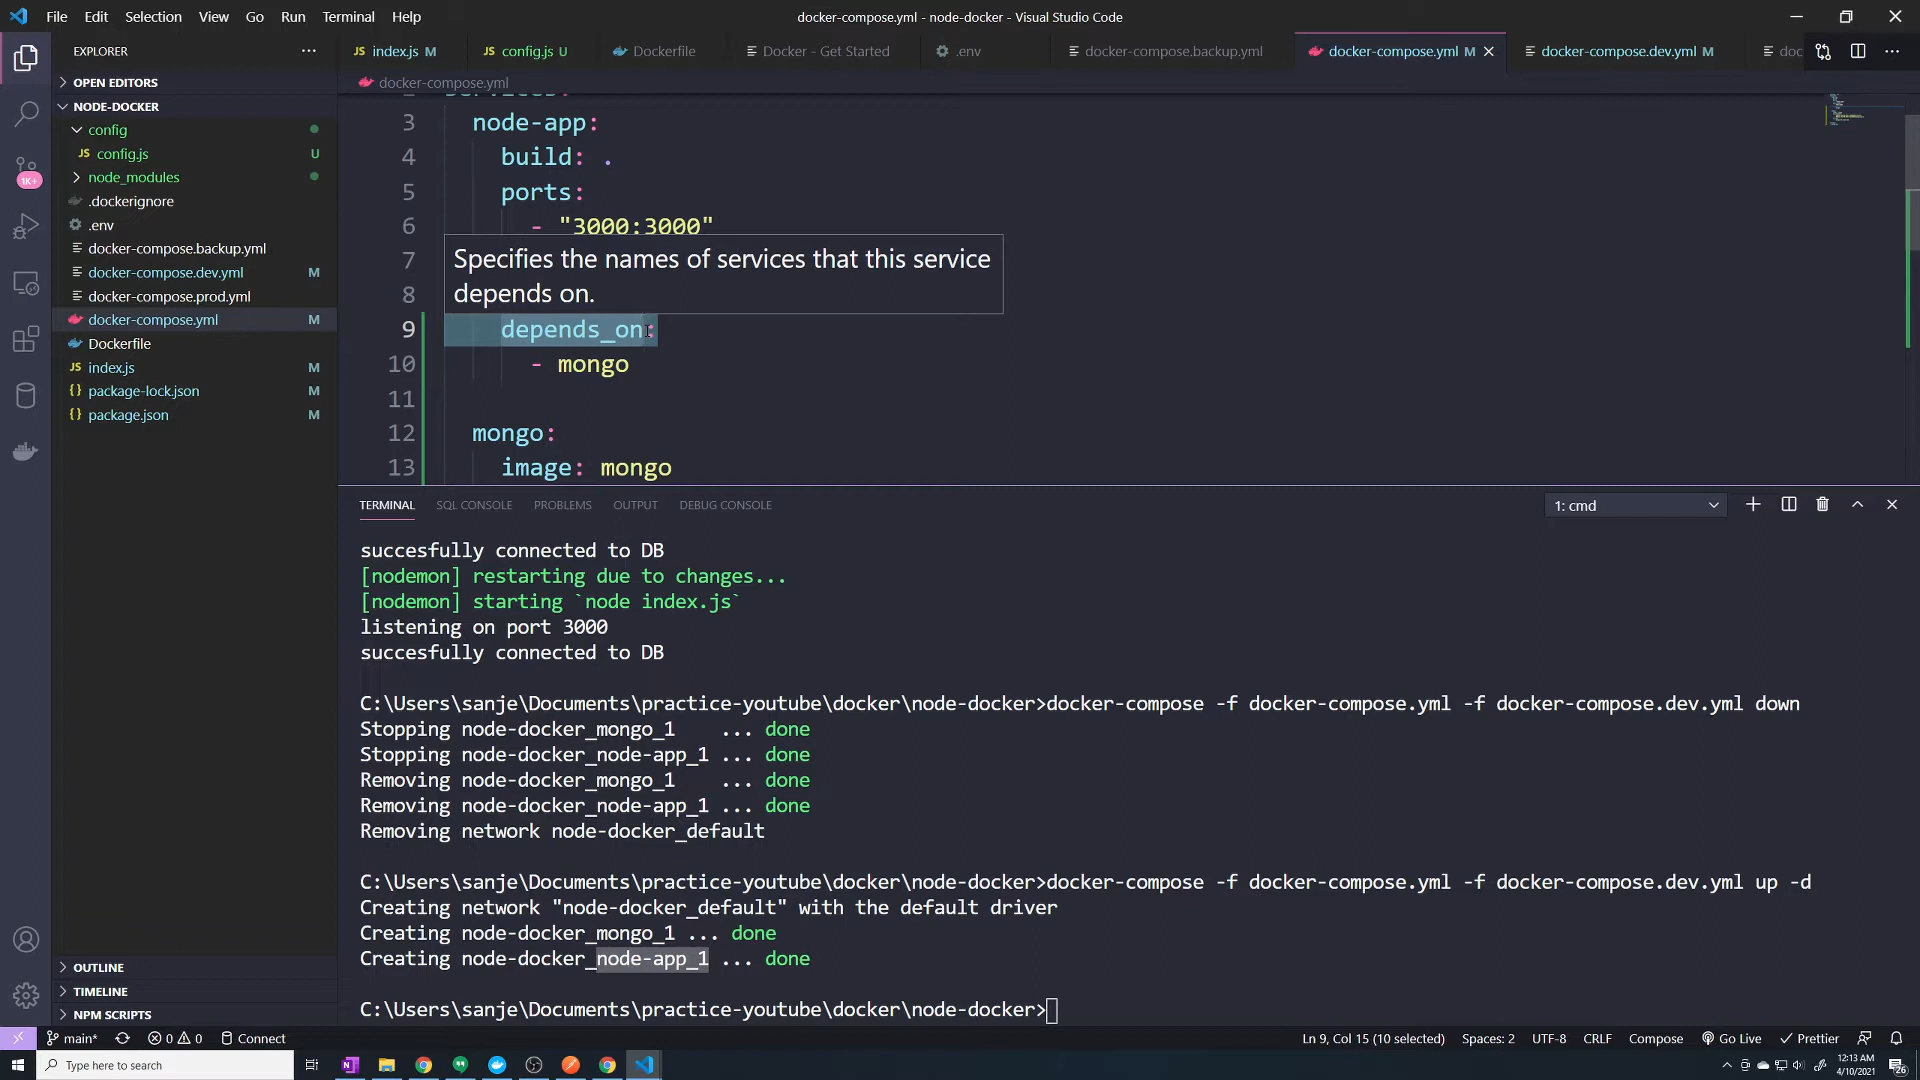 File Edit Selection View Go Run Terminal Help
docker-compose.yml - node-docker - Visual Studio Code
EXPLORER
index.js M
config.js U
Dockerfile
Docker - Get Started
.env
docker-compose.backup.yml
docker-compose.yml M
docker-compose.dev.yml M
doc
OPEN EDITORS
NODE-DOCKER
config
config.js U
node_modules
.dockerignore
.env
docker-compose.backup.yml
docker-compose.dev.yml M
docker-compose.prod.yml
docker-compose.yml M
Dockerfile
index.js M
package-lock.json M
package.json M
OUTLINE
TIMELINE
NPM SCRIPTS
1K+
docker-compose.yml
3 node-app:
4 build: .
5 ports:
6 - "3000:3000"
7
8
Specifies the names of services that this service
depends on.
9 depends_on:
10 - mongo
11
12 mongo:
13 image: mongo
TERMINAL SQL CONSOLE PROBLEMS OUTPUT DEBUG CONSOLE
1: cmd
succesfully connected to DB
[nodemon] restarting due to changes...
[nodemon] starting `node index.js`
listening on port 3000
succesfully connected to DB
C:\Users\sanje\Documents\practice-youtube\docker\node-docker>docker-compose -f docker-compose.yml -f docker-compose.dev.yml down
Stopping node-docker_mongo_1 ... done
Stopping node-docker_node-app_1 ... done
Removing node-docker_mongo_1 ... done
Removing node-docker_node-app_1 ... done
Removing network node-docker_default
C:\Users\sanje\Documents\practice-youtube\docker\node-docker>docker-compose -f docker-compose.yml -f docker-compose.dev.yml up -d
Creating network "node-docker_default" with the default driver
Creating node-docker_mongo_1 ... done
Creating node-docker_node-app_1 ... done
C:\Users\sanje\Documents\practice-youtube\docker\node-docker>
main* 0 0 Connect
Ln 9, Col 15 (10 selected) Spaces: 2 UTF-8 CRLF Compose Go Live Prettier
Type here to search
12:13 AM
4/10/2021
26